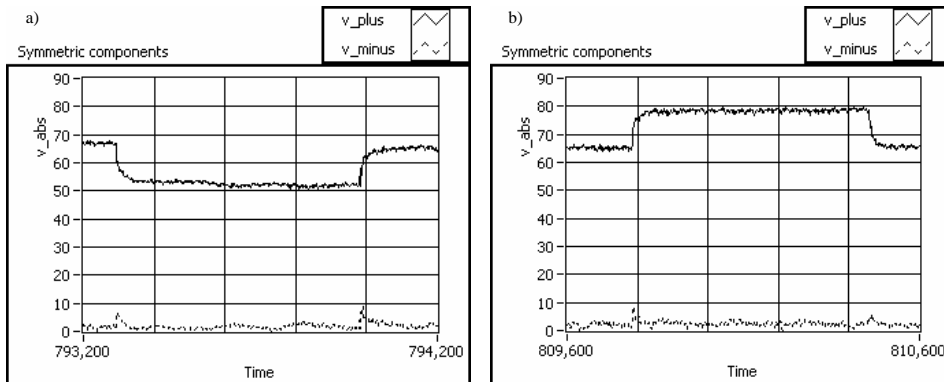 a)
v_plus
v_minus
Symmetric components
90
80
70
60
50
40
30
20
10
0
v_abs
793,200
794,200
Time
b)
v_plus
v_minus
Symmetric components
90
80
70
60
50
40
30
20
10
0
v_abs
809,600
810,600
Time